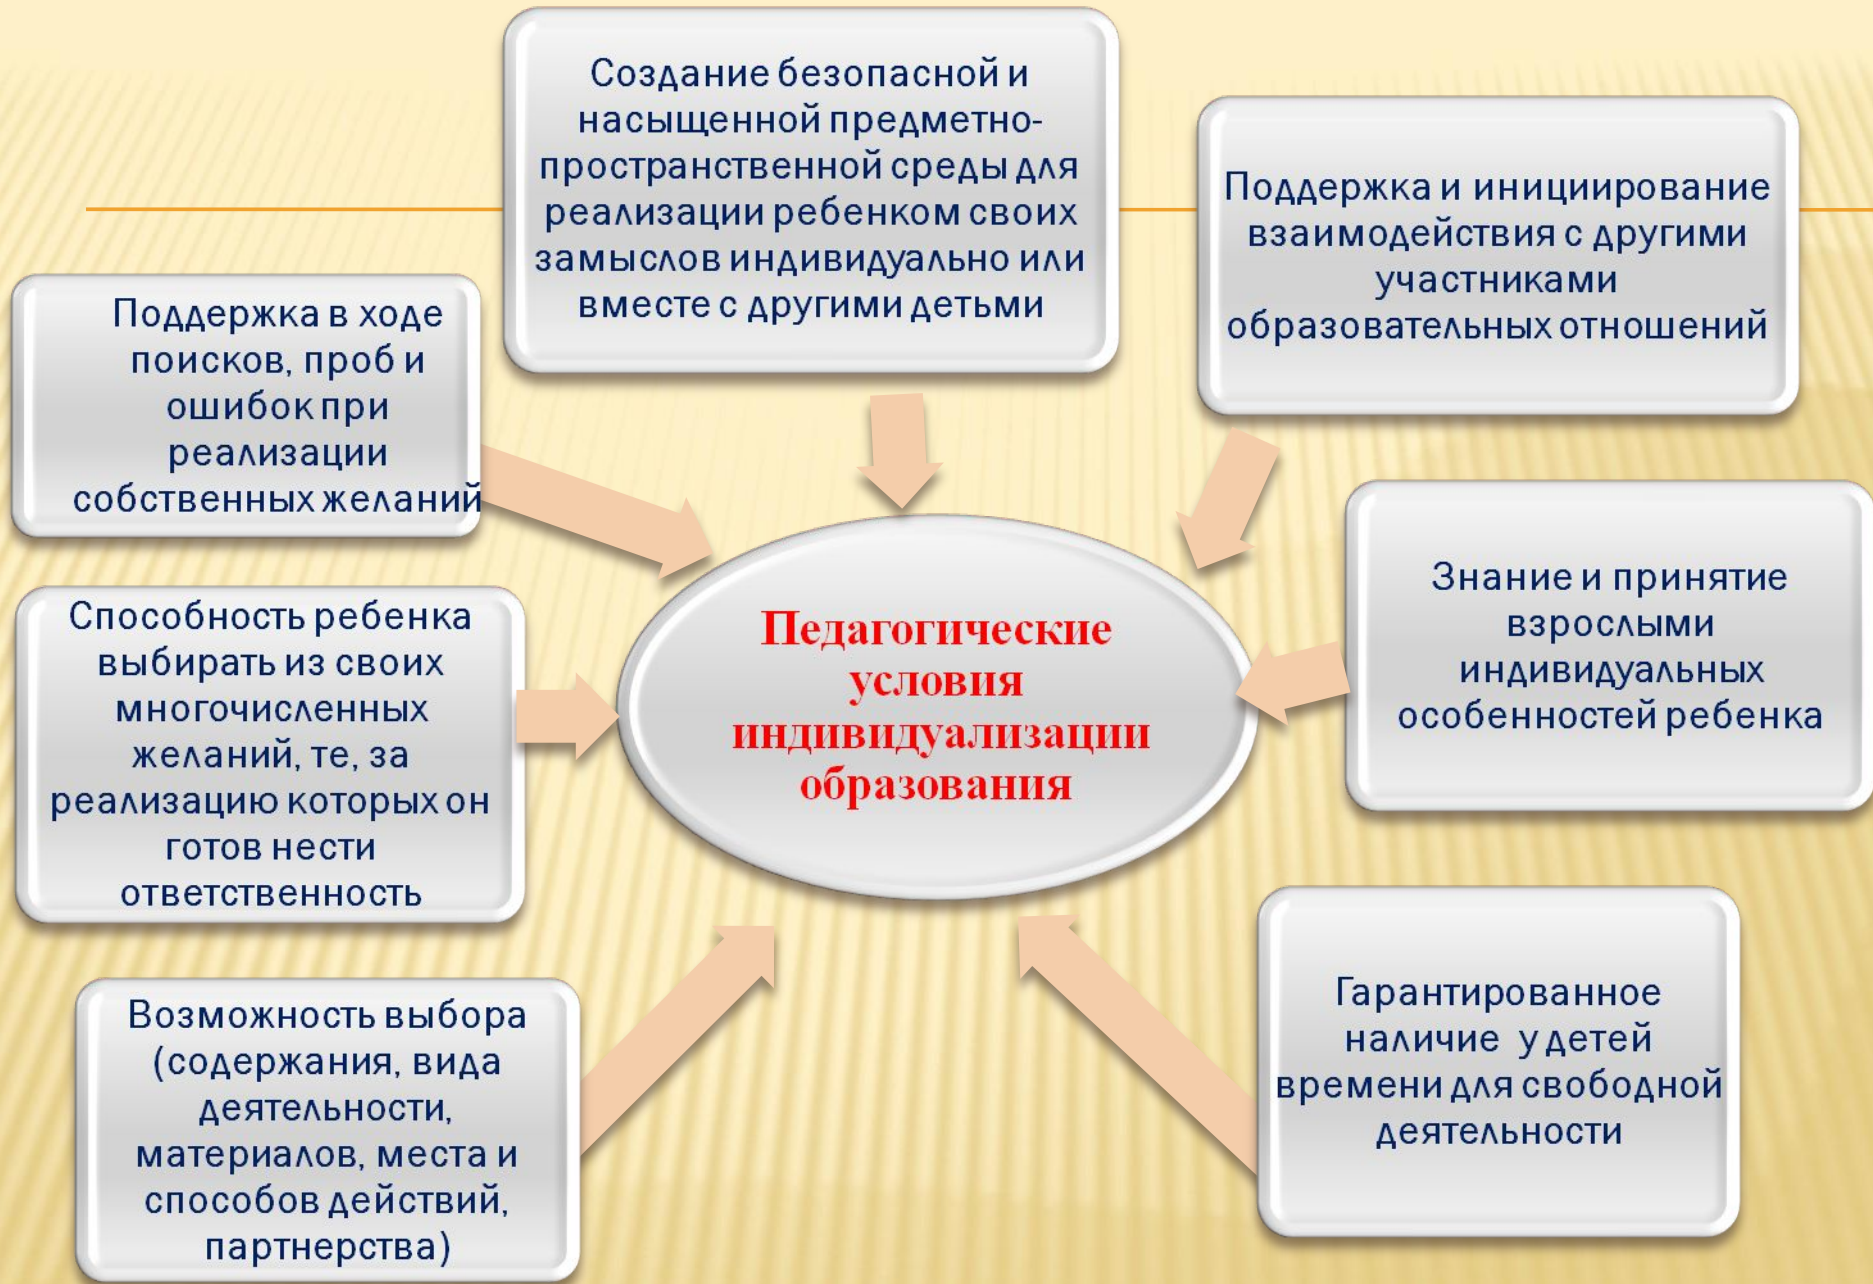 Создание безопасной и
насыщенной предметно-
пространственной среды для
реализации ребенком своих
замыслов индивидуально или
вместе с другими детьми
Поддержка и инициирование
взаимодействия с другими
участниками
образовательных отношений
Поддержка в ходе
поисков, проб и
ошибок при
реализации
собственных желаний
Знание и принятие
взрослыми
индивидуальных
особенностей ребенка
Способность ребенка
выбирать из своих
многочисленных
желаний, те, за
реализацию которых он
готов нести
ответственность
Педагогические
условия
индивидуализации
образования
Возможность выбора
(содержания, вида
деятельности,
материалов, места и
способов действий,
партнерства)
Гарантированное
наличие у детей
времени для свободной
деятельности